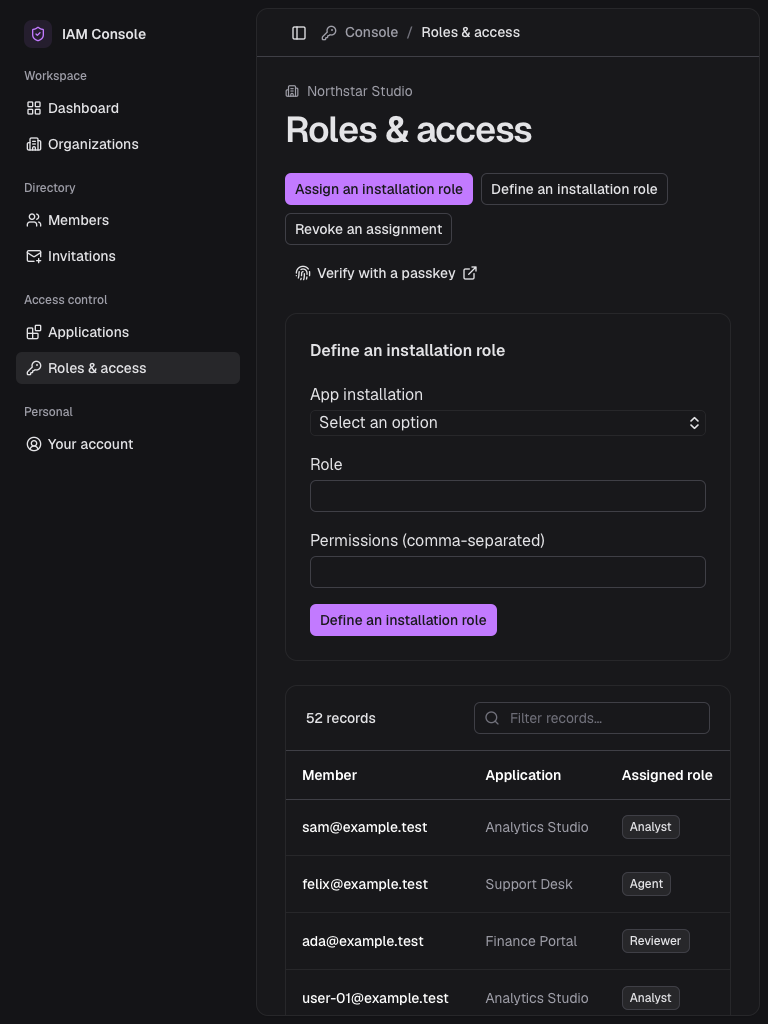 IAM Console
Workspace
Dashboard
Organizations
Directory
Members
Invitations
Access control
Applications
Roles & access
Personal
Your account
Console / Roles & access
Northstar Studio
Roles & access
Assign an installation role
Define an installation role
Revoke an assignment
Verify with a passkey
Define an installation role
App installation
Select an option
Role
Permissions (comma-separated)
Define an installation role
52 records
Filter records...
Member Application Assigned role
sam@example.test Analytics Studio Analyst
felix@example.test Support Desk Agent
ada@example.test Finance Portal Reviewer
user-01@example.test Analytics Studio Analyst